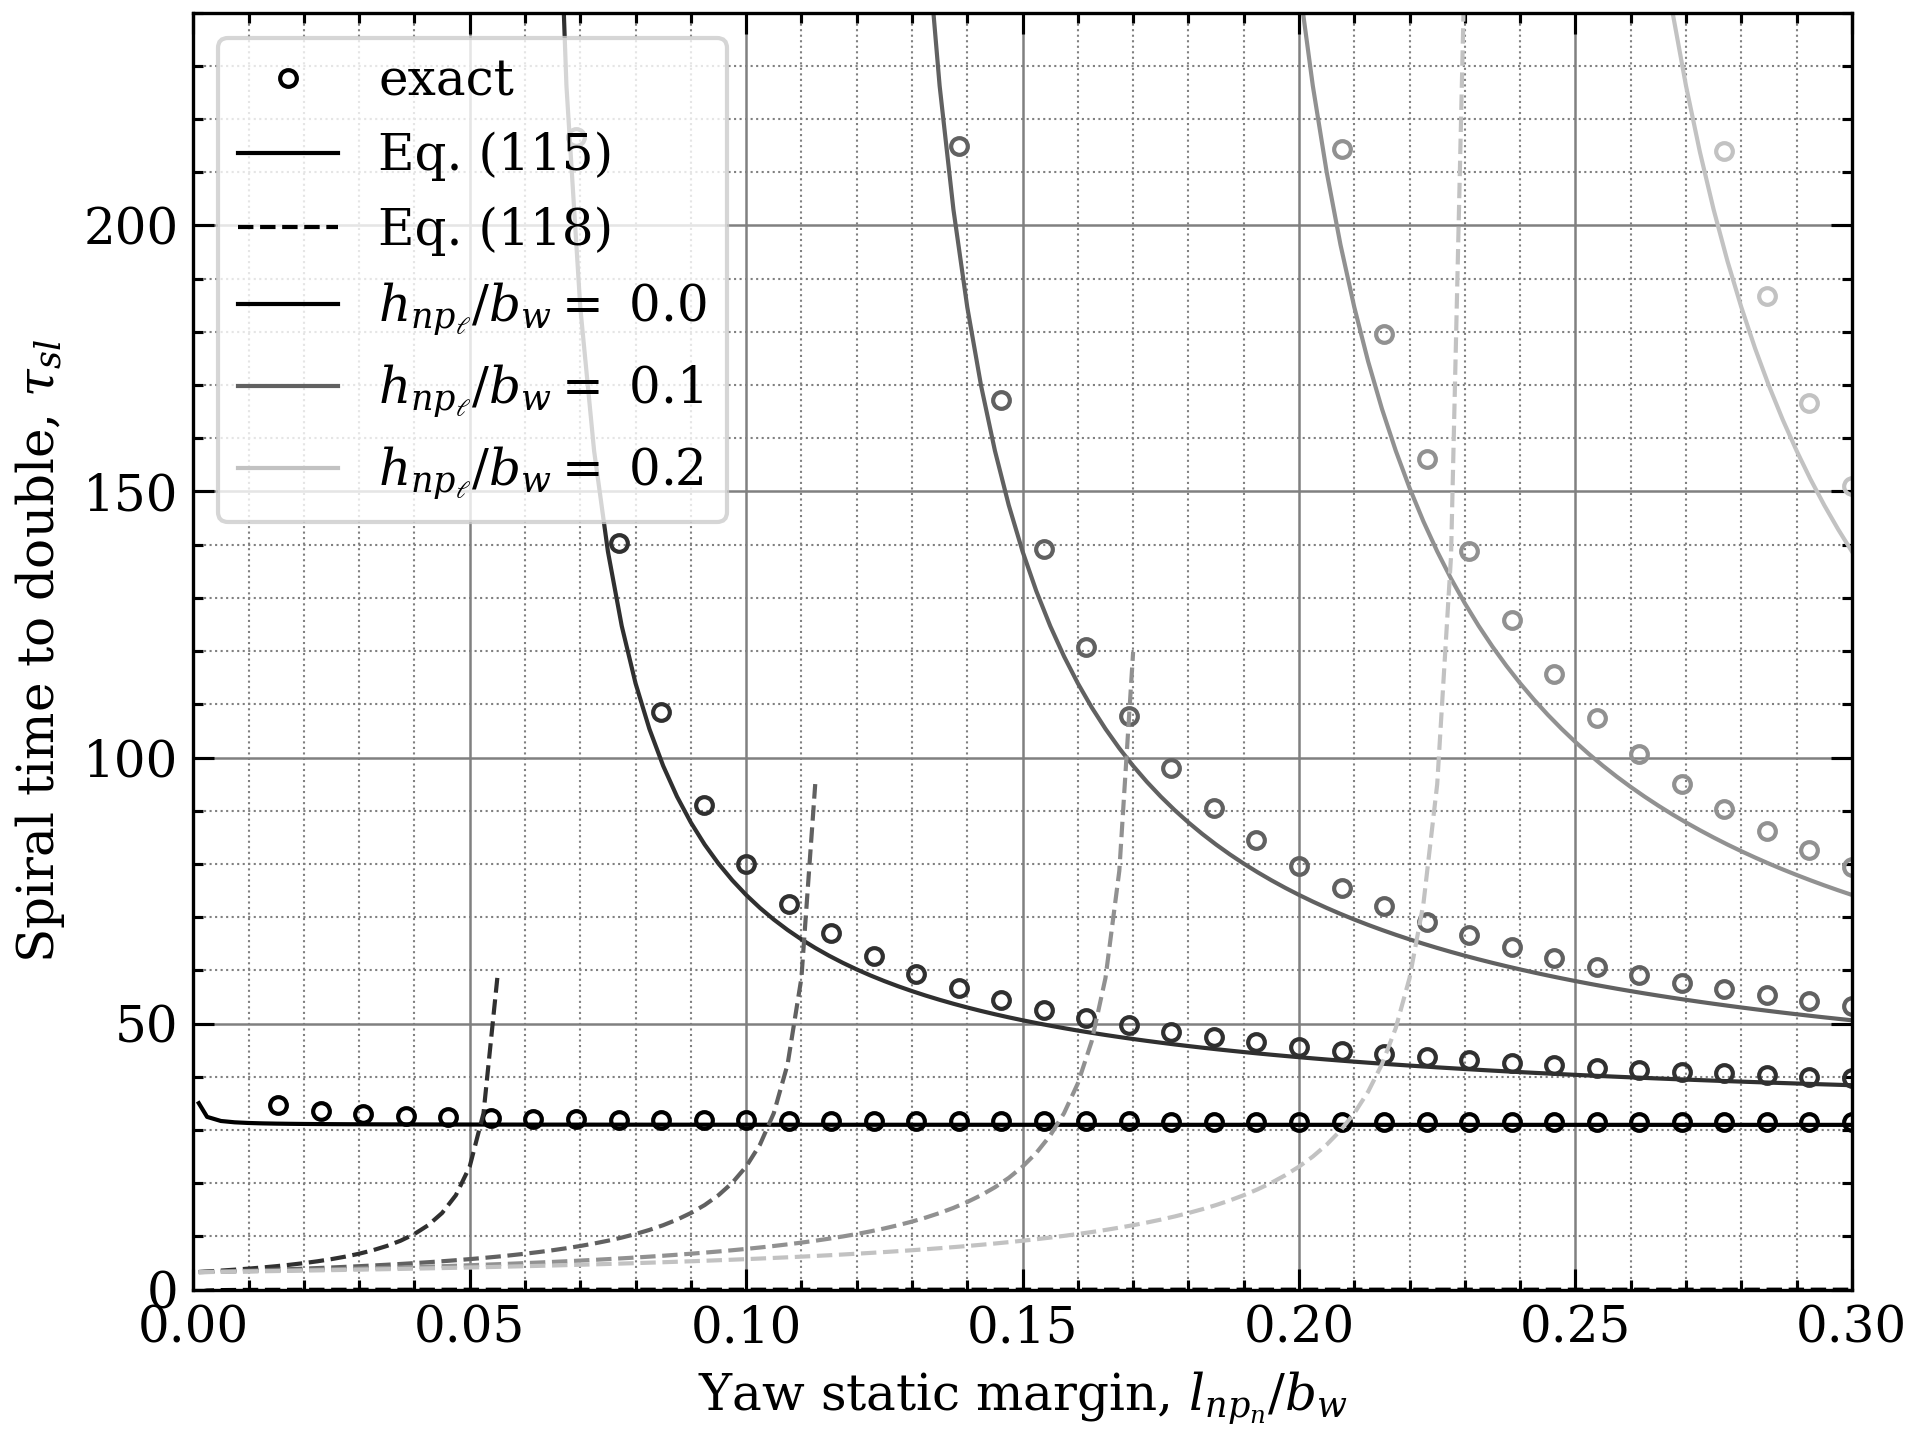 exact
Eq. (115)
Eq. (118)
h_{np_ℓ}/b_w = 0.0
h_{np_ℓ}/b_w = 0.1
h_{np_ℓ}/b_w = 0.2
Spiral time to double, τ_{sl}
200
150
100
50
0
0.00 0.05 0.10 0.15 0.20 0.25 0.30
Yaw static margin, l_{np_n}/b_w